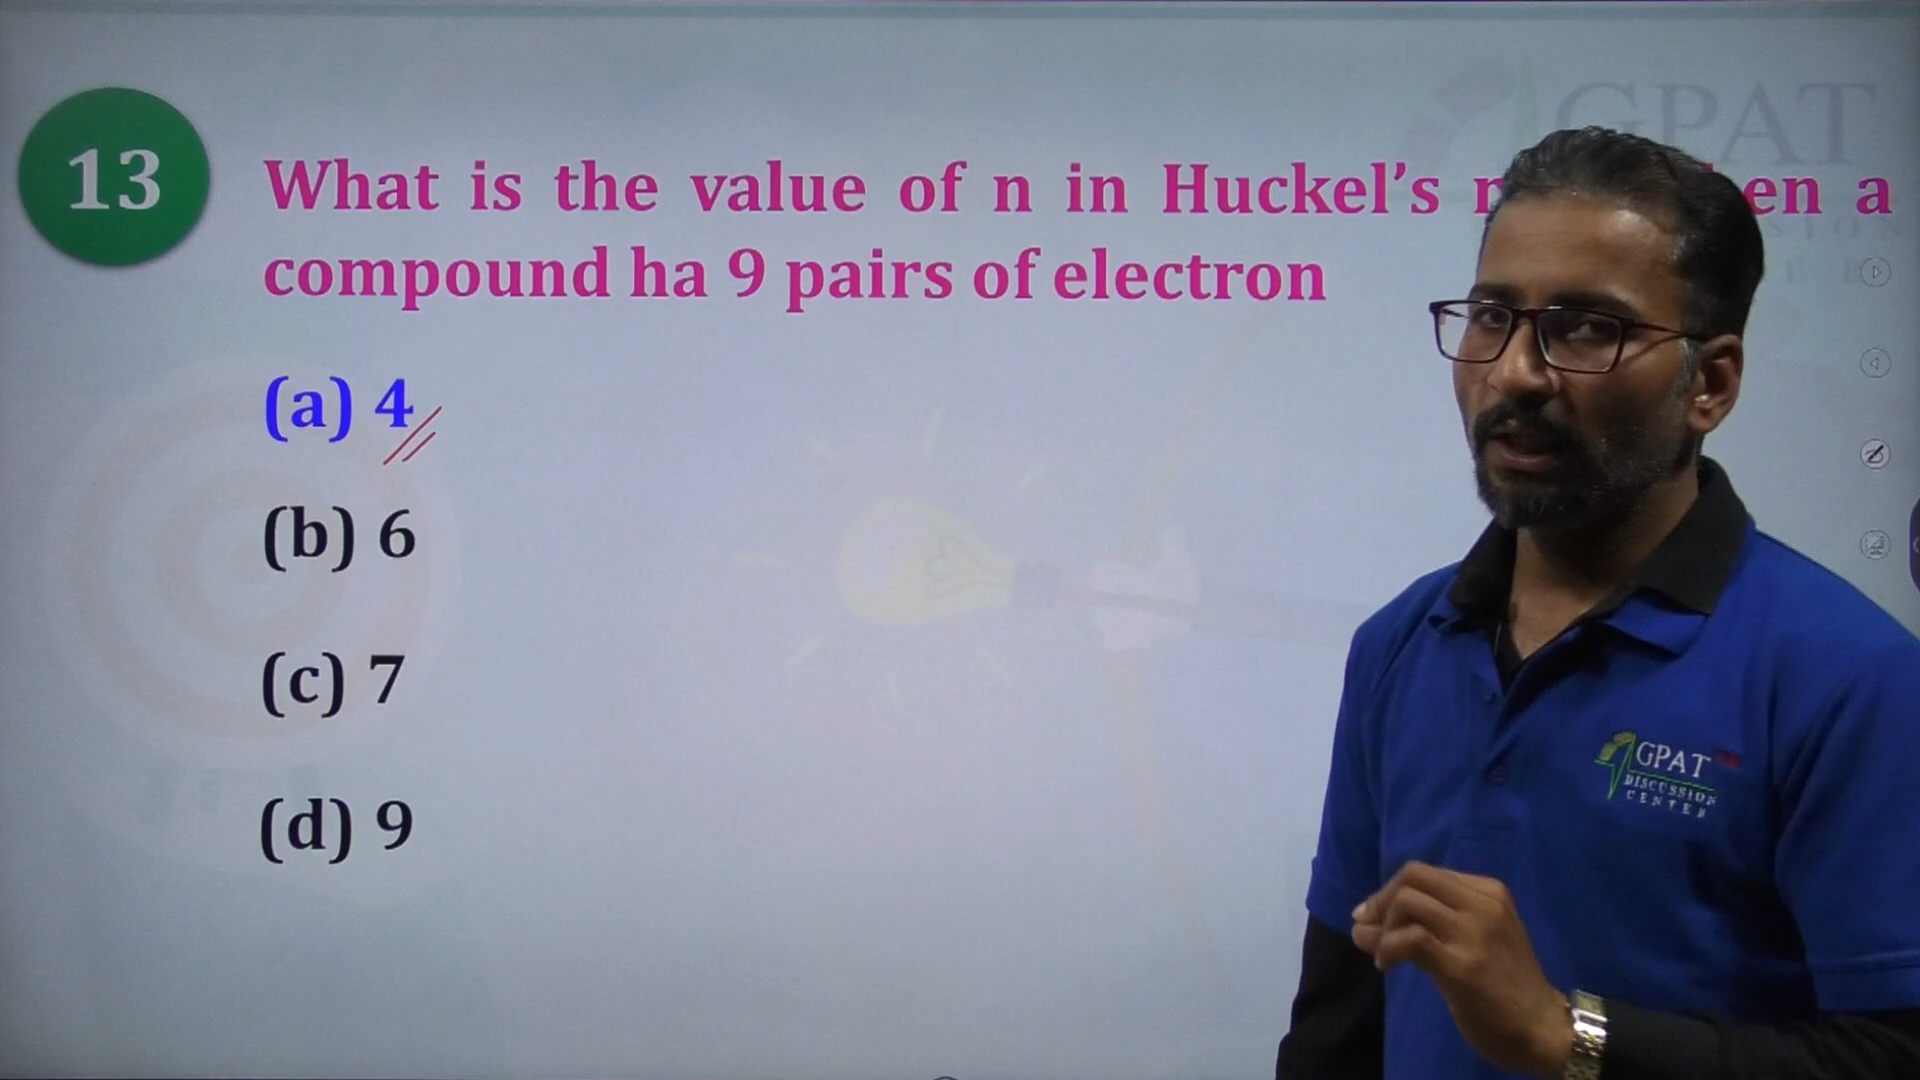 GPAT
13
What is the value of n in Huckel's en a
compound ha 9 pairs of electron
(a) 4
(b) 6
(c) 7
(d) 9
GPAT
DISCUSSION
CENTER